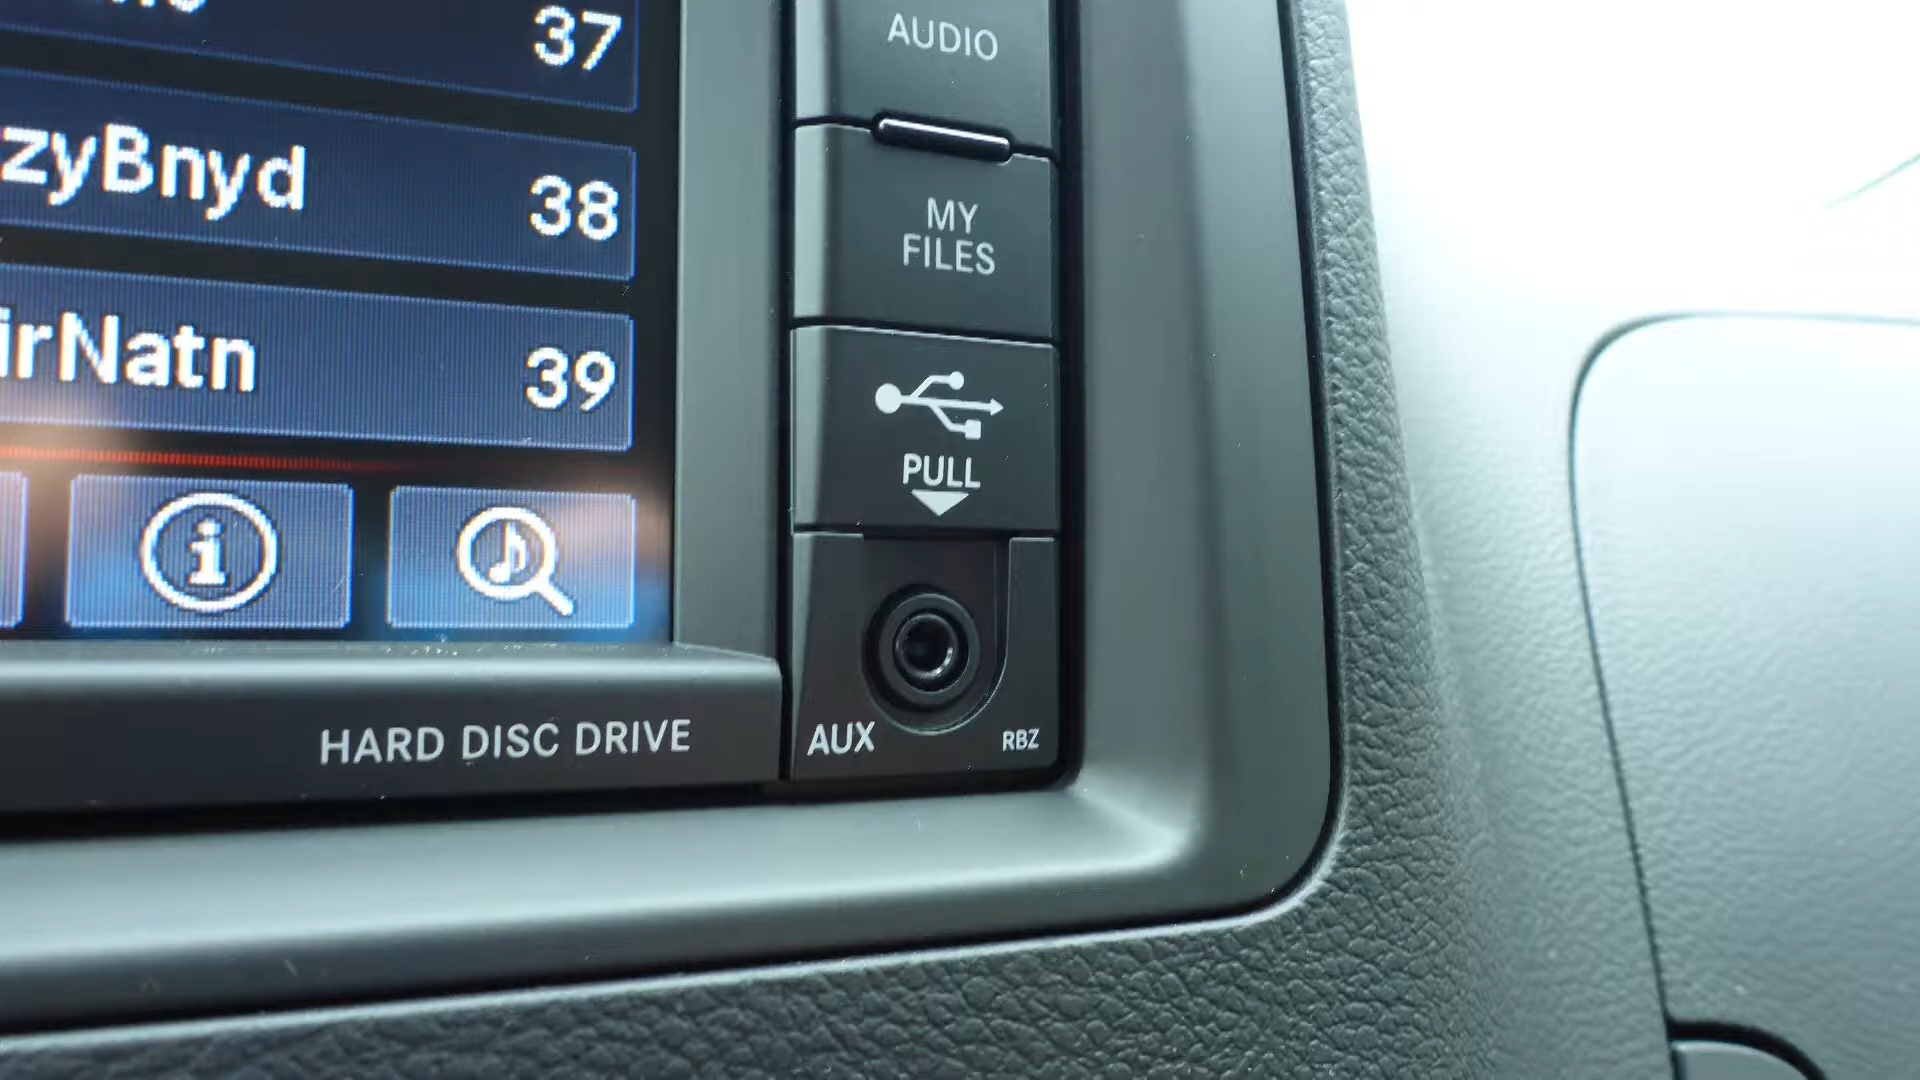 37
zyBnyd 38
irNatn 39
AUDIO
MY
FILES
PULL
AUX RBZ
HARD DISC DRIVE